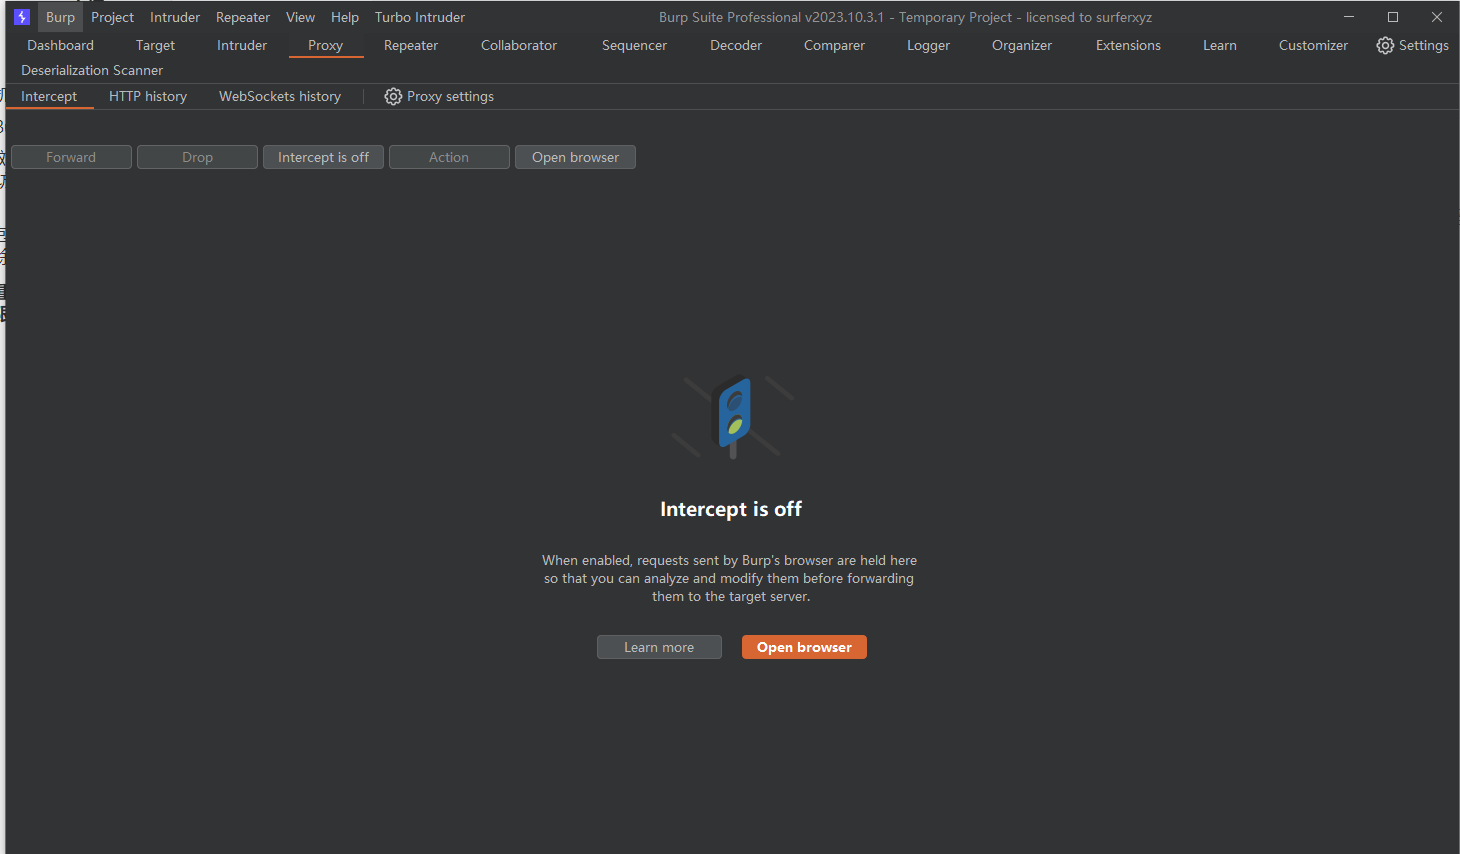 Burp Project Intruder Repeater View Help Turbo Intruder Burp Suite Professional v2023.10.3.1 - Temporary Project - licensed to surferxyz
Dashboard Target Intruder Proxy Repeater Collaborator Sequencer Decoder Comparer Logger Organizer Extensions Learn Customizer Settings
Deserialization Scanner
Intercept HTTP history WebSockets history Proxy settings
Forward Drop Intercept is off Action Open browser
Intercept is off
When enabled, requests sent by Burp's browser are held here
so that you can analyze and modify them before forwarding
them to the target server.
Learn more Open browser